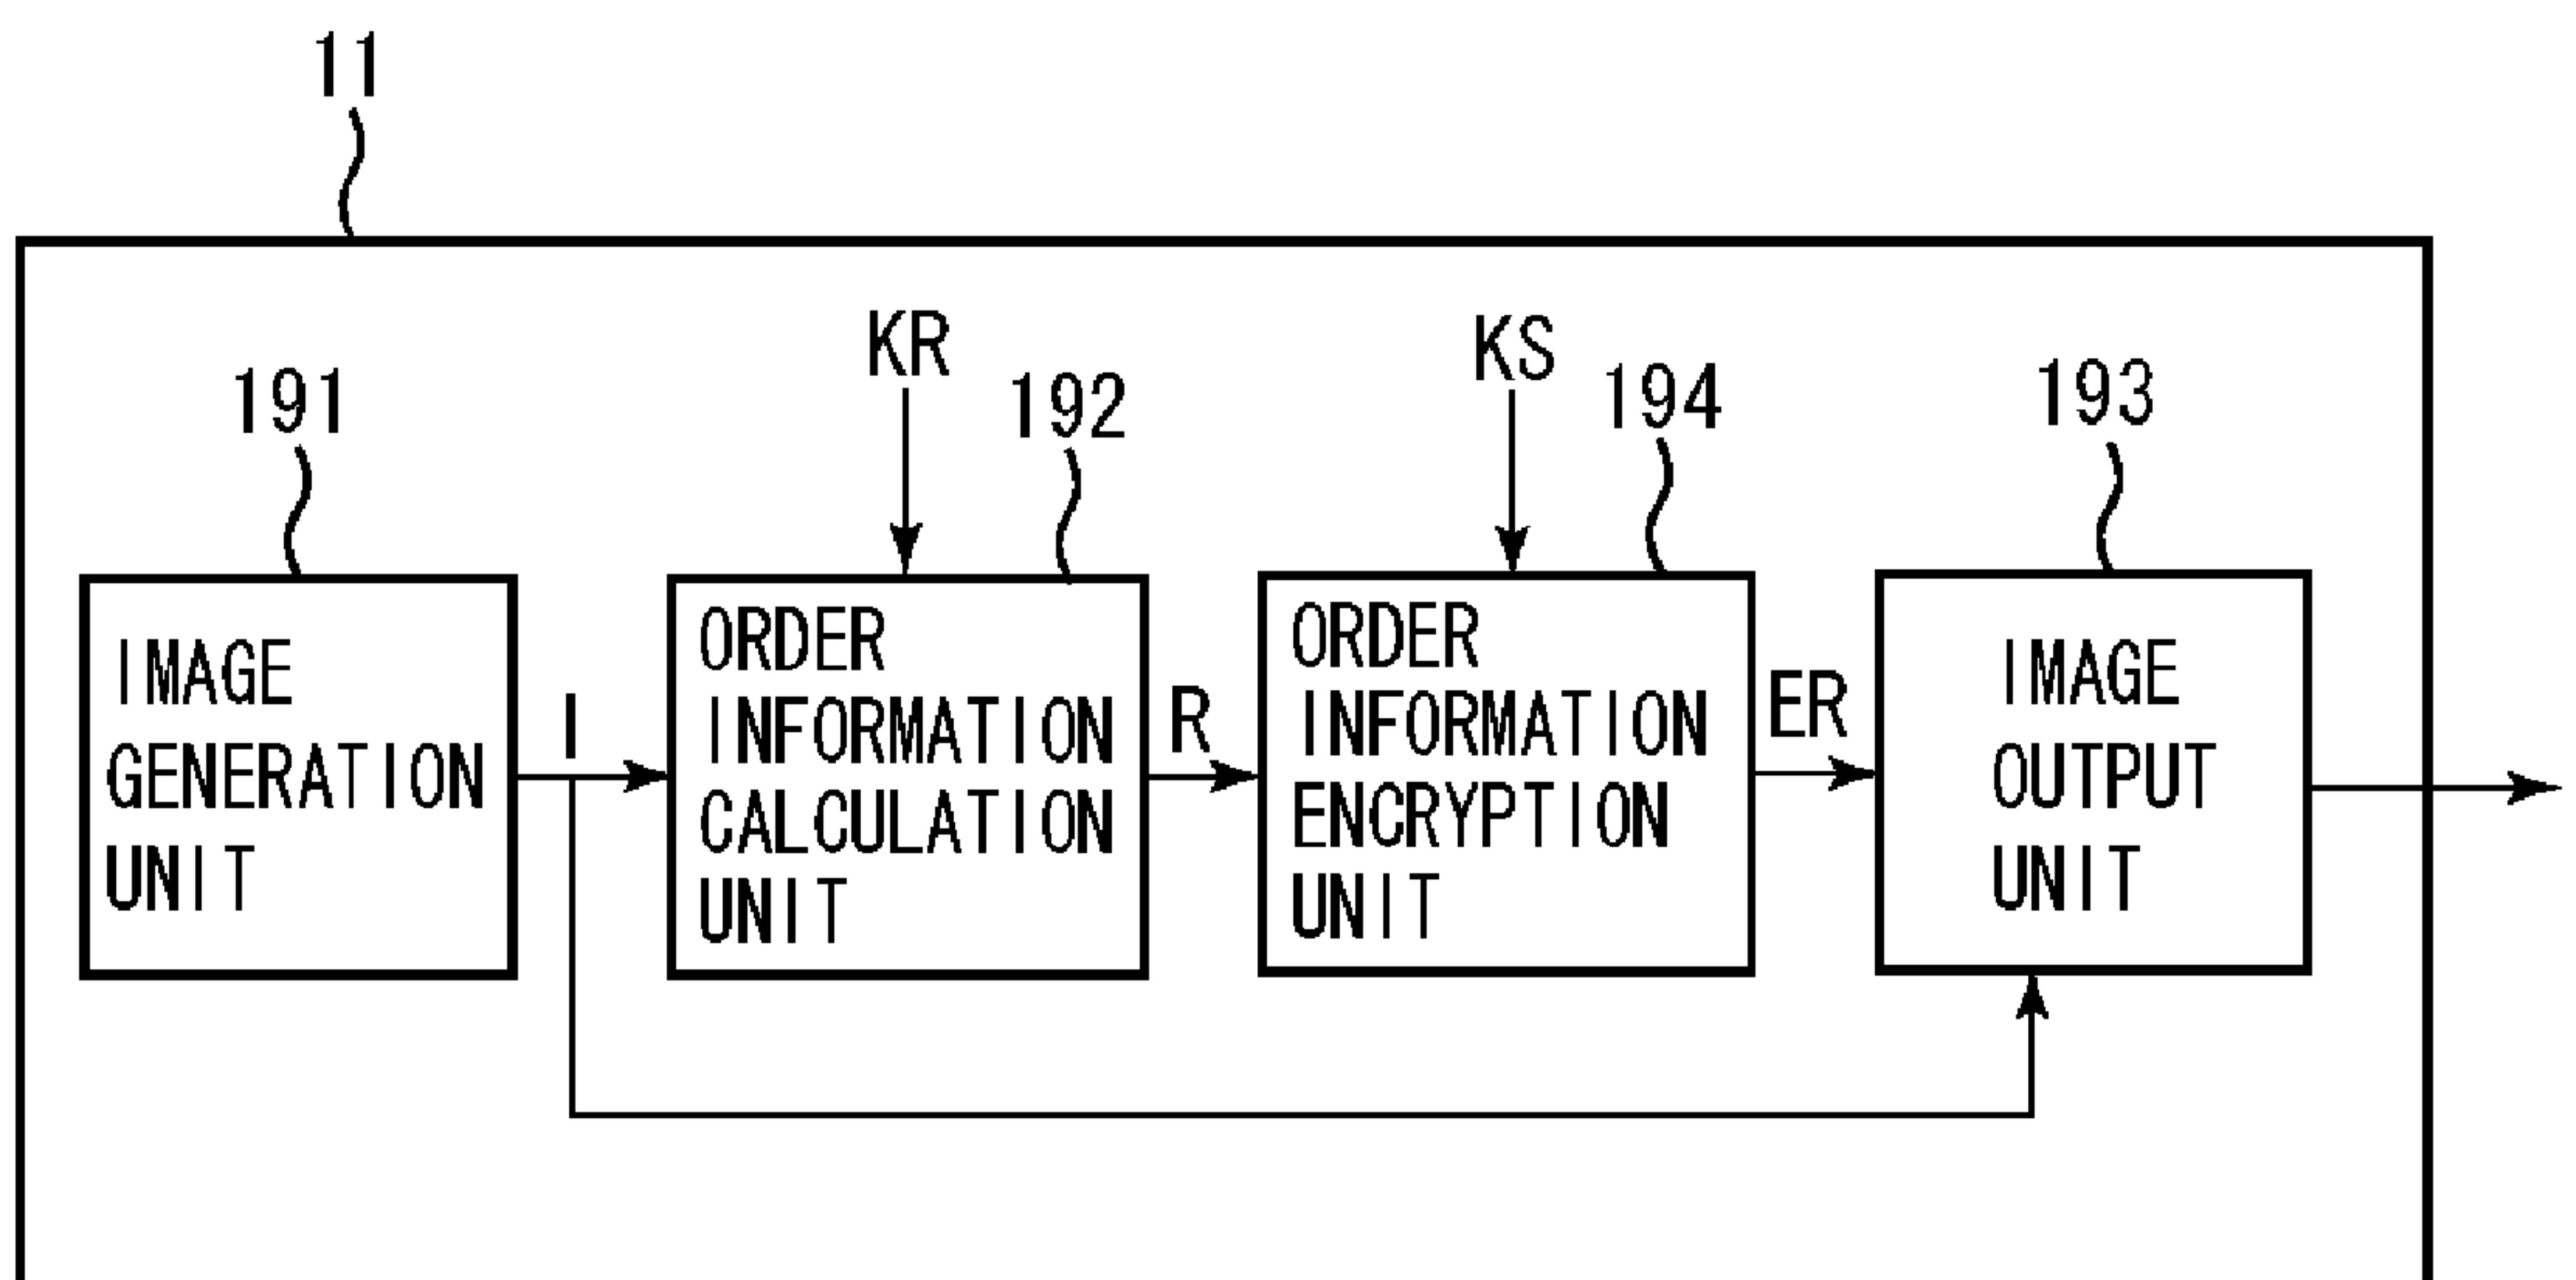 11
KR
KS
191
192
194
193
IMAGE
GENERATION
UNIT
I
ORDER
INFORMATION
CALCULATION
UNIT
R
ORDER
INFORMATION
ENCRYPTION
UNIT
ER
IMAGE
OUTPUT
UNIT